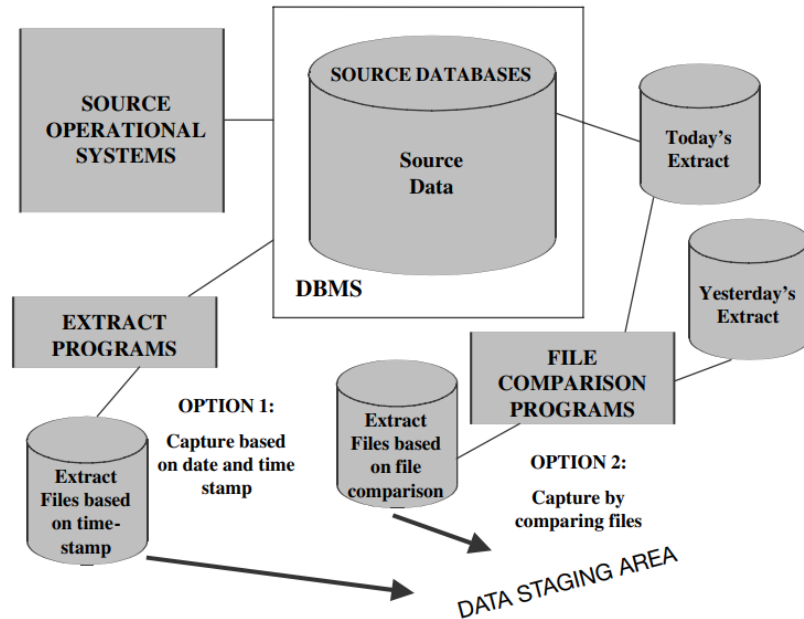 SOURCE
OPERATIONAL
SYSTEMS
SOURCE DATABASES
Source
Data
DBMS
Today's
Extract
Yesterday's
Extract
EXTRACT
PROGRAMS
FILE
COMPARISON
PROGRAMS
OPTION 1:
Capture based
on date and time
stamp
Extract
Files based
on time-
stamp
Extract
Files based
on file
comparison
OPTION 2:
Capture by
comparing files
DATA STAGING AREA